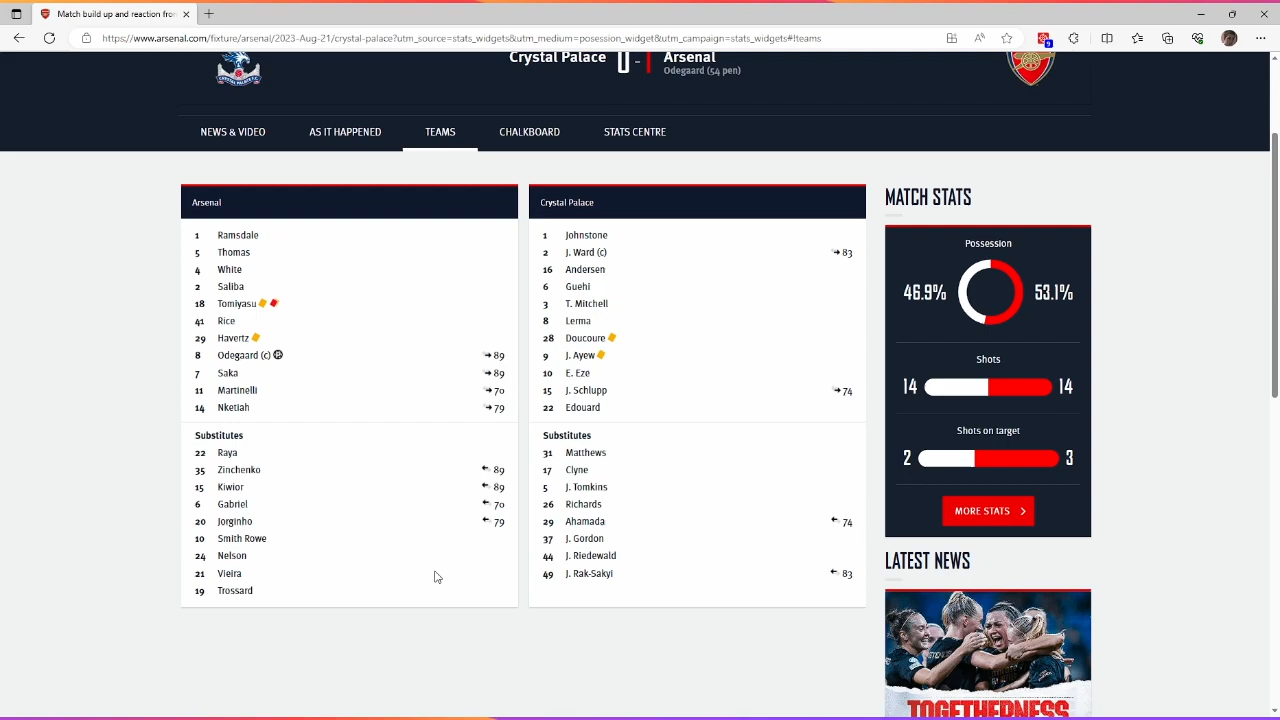 Match build up and reaction fro
https://www.arsenal.com/fixture/arsenal/2023-Aug-21/crystal-palace?utm_source=stats_widgets&utm_medium=posession_widget&utm_campaign=stats_widgets#!teams
9
Crystal Palace 0 - 1 Arsenal
Odegaard (54 pen)
NEWS & VIDEO AS IT HAPPENED TEAMS CHALKBOARD STATS CENTRE
Arsenal
1 Ramsdale
5 Thomas
4 White
2 Saliba
18 Tomiyasu
41 Rice
29 Havertz
8 Odegaard (c) 89
7 Saka 89
11 Martinelli 70
14 Nketiah 79
Substitutes
22 Raya
35 Zinchenko 89
15 Kiwior 89
6 Gabriel 70
20 Jorginho 79
10 Smith Rowe
24 Nelson
21 Vieira
19 Trossard
Crystal Palace
1 Johnstone
2 J. Ward (c) 83
16 Andersen
6 Guehi
3 T. Mitchell
8 Lerma
28 Doucoure
9 J. Ayew
10 E. Eze
15 J. Schlupp 74
22 Edouard
Substitutes
31 Matthews
17 Clyne
5 J. Tomkins
26 Richards
29 Ahamada 74
37 J. Gordon
44 J. Riedewald
49 J. Rak-Sakyi 83
MATCH STATS
Possession
46.9% 53.1%
Shots
14 14
Shots on target
2 3
MORE STATS
LATEST NEWS
TOGETHERNESS